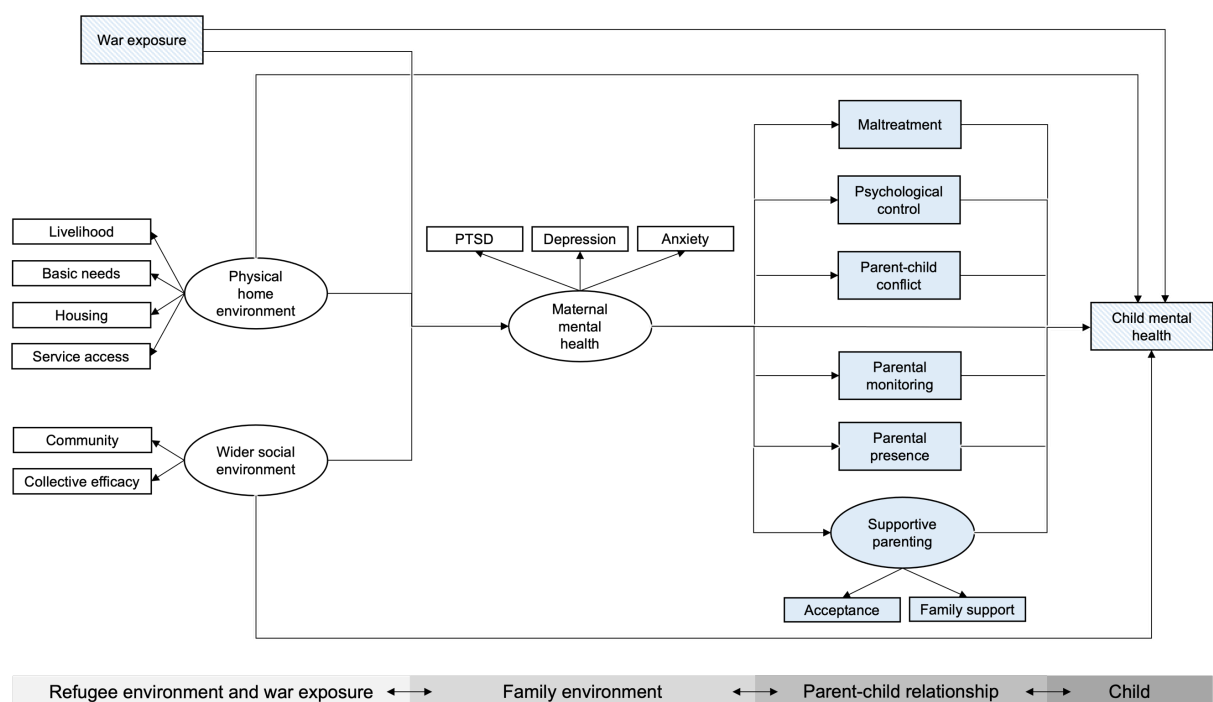 War exposure
Maltreatment
Psychological
control
Livelihood
PTSD
Depression
Anxiety
Basic needs
Physical
home
environment
Parent-child
conflict
Housing
Maternal
mental
health
Child mental
health
Service access
Parental
monitoring
Community
Wider social
environment
Parental
presence
Collective efficacy
Supportive
parenting
Acceptance
Family support
Refugee environment and war exposure
Family environment
Parent-child relationship
Child